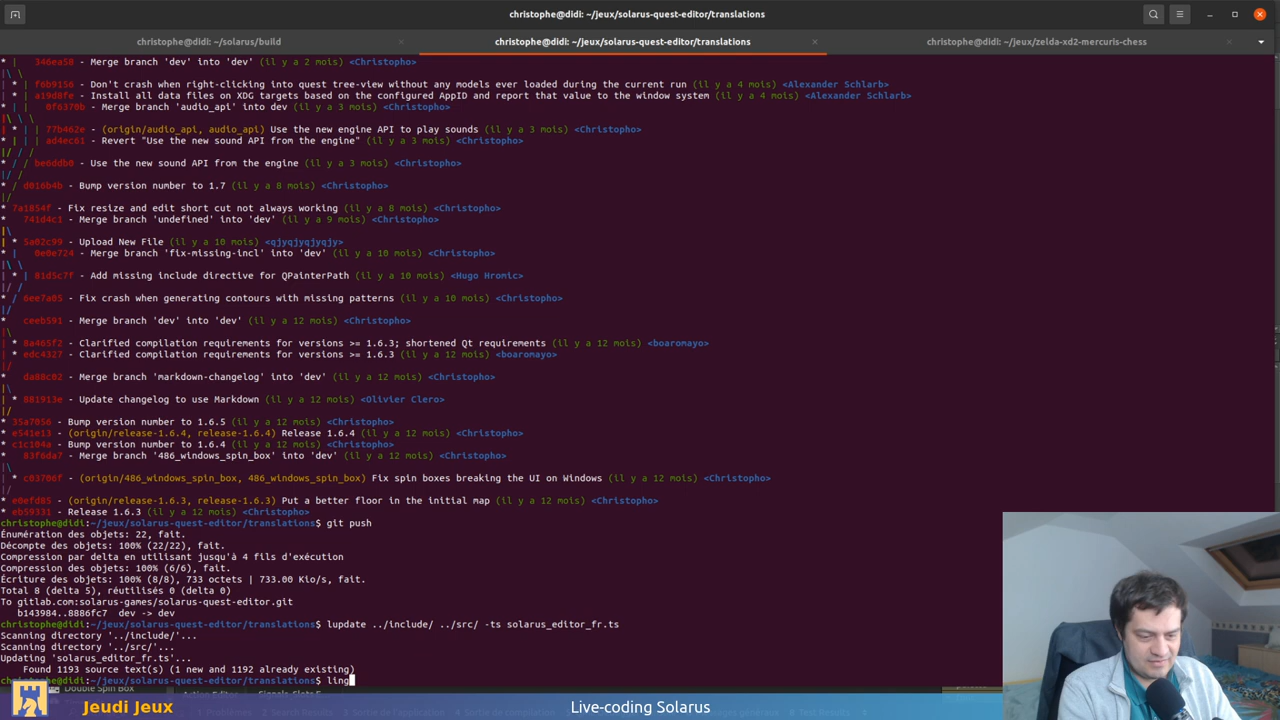 christophe@didi: ~/jeux/solarus-quest-editor/translations
christophe@didi: ~/solarus/build
christophe@didi: ~/jeux/solarus-quest-editor/translations
christophe@didi: ~/jeux/zelda-xd2-mercuris-chess
* | 346ea58 - Merge branch 'dev' into 'dev' (il y a 2 mois) <Christopho>
|\ \
| * | f6b9156 - Don't crash when right-clicking into quest tree-view without any models ever loaded during the current run (il y a 4 mois) <Alexander Schlarb>
| * | a19d8fe - Install all data files on XDG targets based on the configured AppID and report that value to the window system (il y a 4 mois) <Alexander Schlarb>
* | | 0f6370b - Merge branch 'audio_api' into dev (il y a 3 mois) <Christopho>
|\ \ \
| * | | 77b462e - (origin/audio_api, audio_api) Use the new engine API to play sounds (il y a 3 mois) <Christopho>
* | | | ad4ec61 - Revert "Use the new sound API from the engine" (il y a 3 mois) <Christopho>
|/ / /
* / / be6ddb0 - Use the new sound API from the engine (il y a 3 mois) <Christopho>
|/ /
* / d016b4b - Bump version number to 1.7 (il y a 8 mois) <Christopho>
|/
* 7a1854f - Fix resize and edit short cut not always working (il y a 8 mois) <Christopho>
* 741d4c1 - Merge branch 'undefined' into 'dev' (il y a 9 mois) <Christopho>
|\
| * 5a02c99 - Upload New File (il y a 10 mois) <qjyqjyqjyqjy>
* | 0e0e724 - Merge branch 'fix-missing-incl' into 'dev' (il y a 10 mois) <Christopho>
|\ \
| * | 81d5c7f - Add missing include directive for QPainterPath (il y a 10 mois) <Hugo Hromic>
|/ /
* / 6ee7a05 - Fix crash when generating contours with missing patterns (il y a 10 mois) <Christopho>
|/
* ceeb591 - Merge branch 'dev' into 'dev' (il y a 12 mois) <Christopho>
|\
| * 8a465f2 - Clarified compilation requirements for versions >= 1.6.3; shortened Qt requirements (il y a 12 mois) <boaromayo>
| * edc4327 - Clarified compilation requirements for versions >= 1.6.3 (il y a 12 mois) <boaromayo>
|/
* da88c02 - Merge branch 'markdown-changelog' into 'dev' (il y a 12 mois) <Christopho>
|\
| * 881913e - Update changelog to use Markdown (il y a 12 mois) <Olivier Clero>
|/
* 35a7056 - Bump version number to 1.6.5 (il y a 12 mois) <Christopho>
* e541e13 - (origin/release-1.6.4, release-1.6.4) Release 1.6.4 (il y a 12 mois) <Christopho>
* c1c104a - Bump version number to 1.6.4 (il y a 12 mois) <Christopho>
* 83f6da7 - Merge branch '486_windows_spin_box' into 'dev' (il y a 12 mois) <Christopho>
|\
| * c03706f - (origin/486_windows_spin_box, 486_windows_spin_box) Fix spin boxes breaking the UI on Windows (il y a 12 mois) <Christopho>
|/
* e0efd85 - (origin/release-1.6.3, release-1.6.3) Put a better floor in the initial map (il y a 12 mois) <Christopho>
* eb59331 - Release 1.6.3 (il y a 12 mois) <Christopho>
christophe@didi:~/jeux/solarus-quest-editor/translations$ git push
Énumération des objets: 22, fait.
Décompte des objets: 100% (22/22), fait.
Compression par delta en utilisant jusqu'à 4 fils d'exécution
Compression des objets: 100% (6/6), fait.
Écriture des objets: 100% (8/8), 733 octets | 733.00 Kio/s, fait.
Total 8 (delta 5), réutilisés 0 (delta 0)
To gitlab.com:solarus-games/solarus-quest-editor.git
b143984..8886fc7 dev -> dev
christophe@didi:~/jeux/solarus-quest-editor/translations$ lupdate ../include/ ../src/ -ts solarus_editor_fr.ts
Scanning directory '../include/'...
Scanning directory '../src/'...
Updating 'solarus_editor_fr.ts'...
Found 1193 source text(s) (1 new and 1192 already existing)
christophe@didi:~/jeux/solarus-quest-editor/translations$ ling
Double Spin Box
Jeudi Jeux
Live-coding Solarus